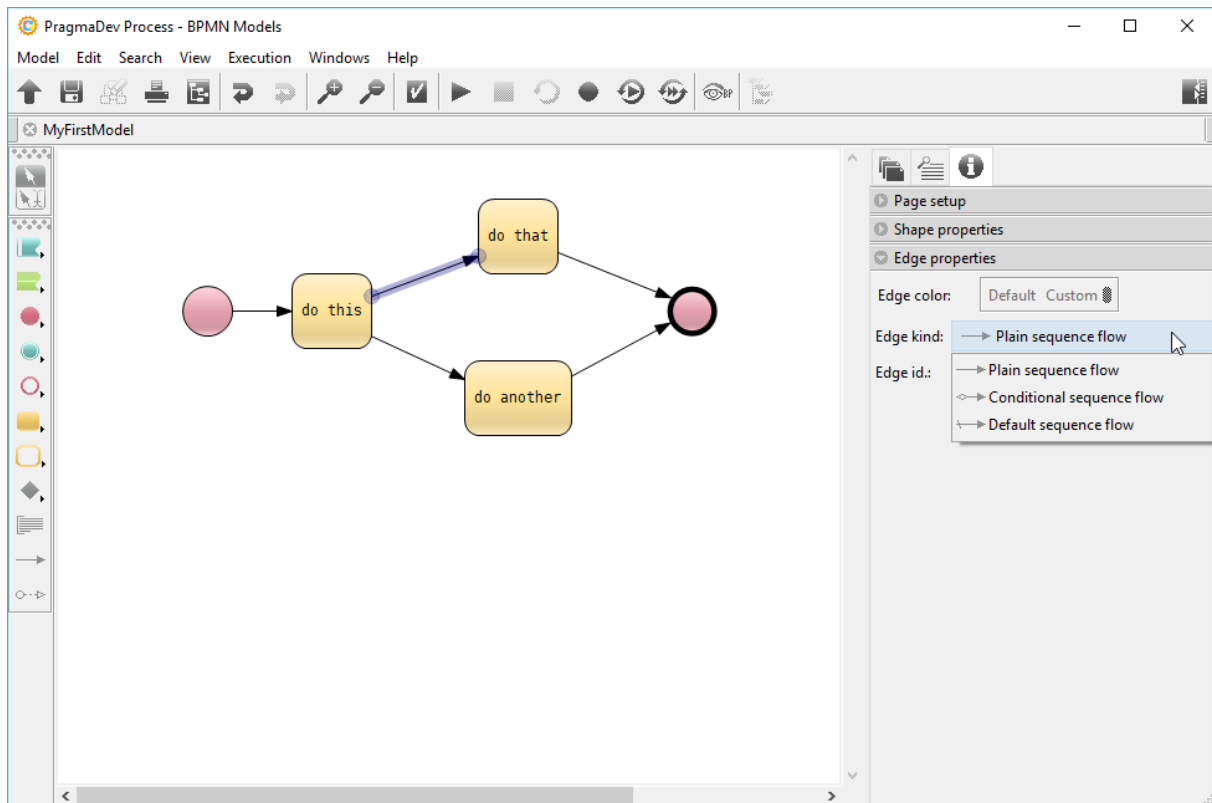 PragmaDev Process - BPMN Models
Model Edit Search View Execution Windows Help
BP
MyFirstModel
Page setup
Shape properties
Edge properties
Edge color: Default Custom
Edge kind: Plain sequence flow
Edge id.: Plain sequence flow
Conditional sequence flow
Default sequence flow
do that
do this
do another